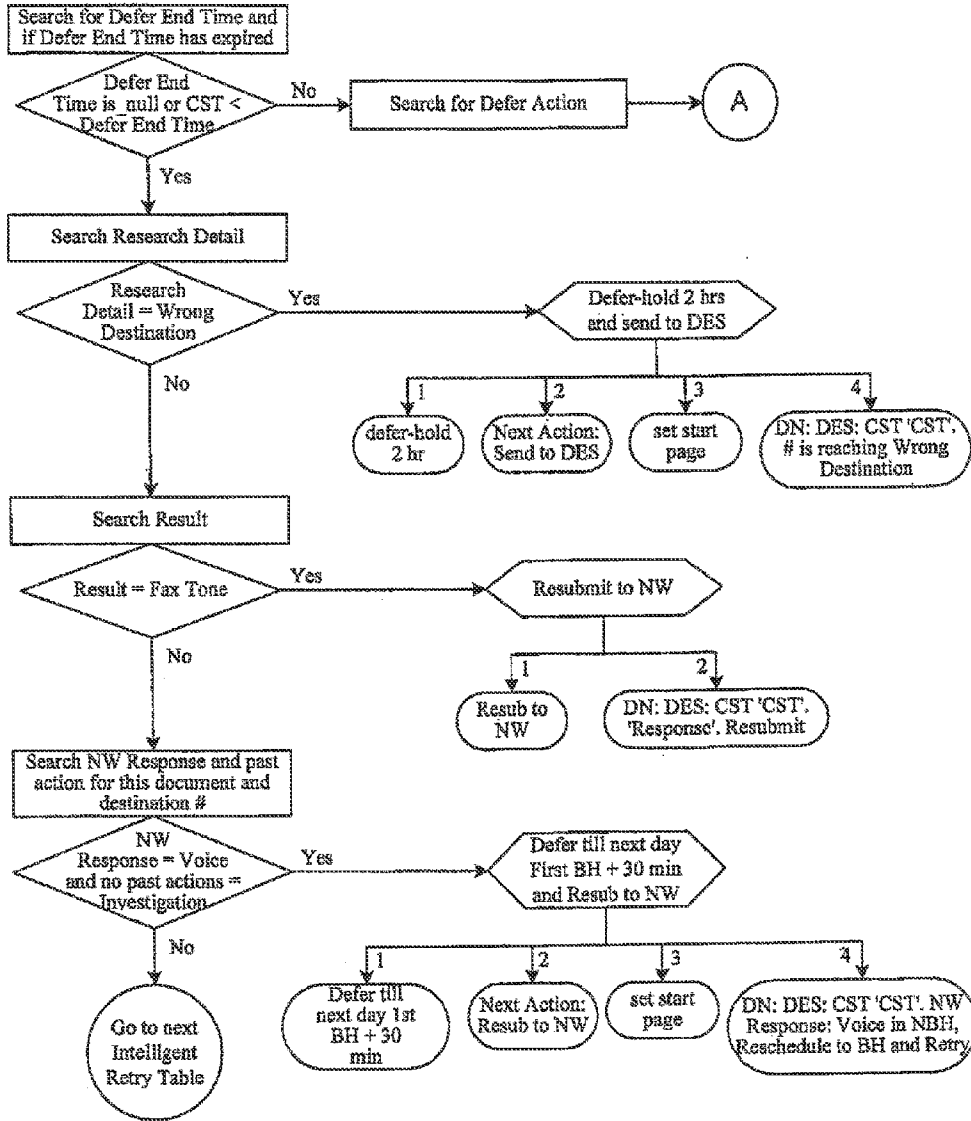 Search for Defer End Time and
if Defer End Time has expired
Defer End
Time is_null or CST <
Defer End Time
No
Search for Defer Action
A
Yes
Search Research Detail
Research
Detail = Wrong
Destination
Yes
Defer-hold 2 hrs
and send to DES
No
1
2
3
4
defer-hold
2 hr
Next Action:
Send to DES
set start
page
DN: DES: CST 'CST'.
# is reaching Wrong
Destination
Search Result
Result = Fax Tone
Yes
Resubmit to NW
No
1
2
Resub to
NW
DN: DES: CST 'CST'.
'Response'. Resubmit
Search NW Response and past
action for this document and
destination #
NW
Response = Voice
and no past actions =
Investigation
Yes
Defer till next day
First BH + 30 min
and Resub to NW
No
1
2
3
4
Defer till
next day 1st
BH + 30
min
Next Action:
Resub to NW
set start
page
DN: DES: CST 'CST'. NW
Response: Voice in NBH,
Reschedule to BH and Retry
Go to next
Intelligent
Retry Table